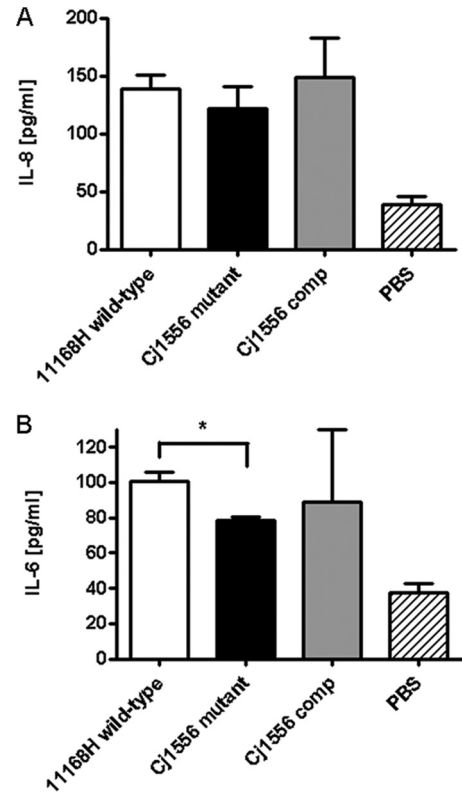 A
IL-8 [pg/ml]
200
150
100
50
0
11168H wild-type
Cj1556 mutant
Cj1556 comp
PBS
B
IL-6 [pg/ml]
120
100
80
60
40
20
0
*
11168H wild-type
Cj1556 mutant
Cj1556 comp
PBS